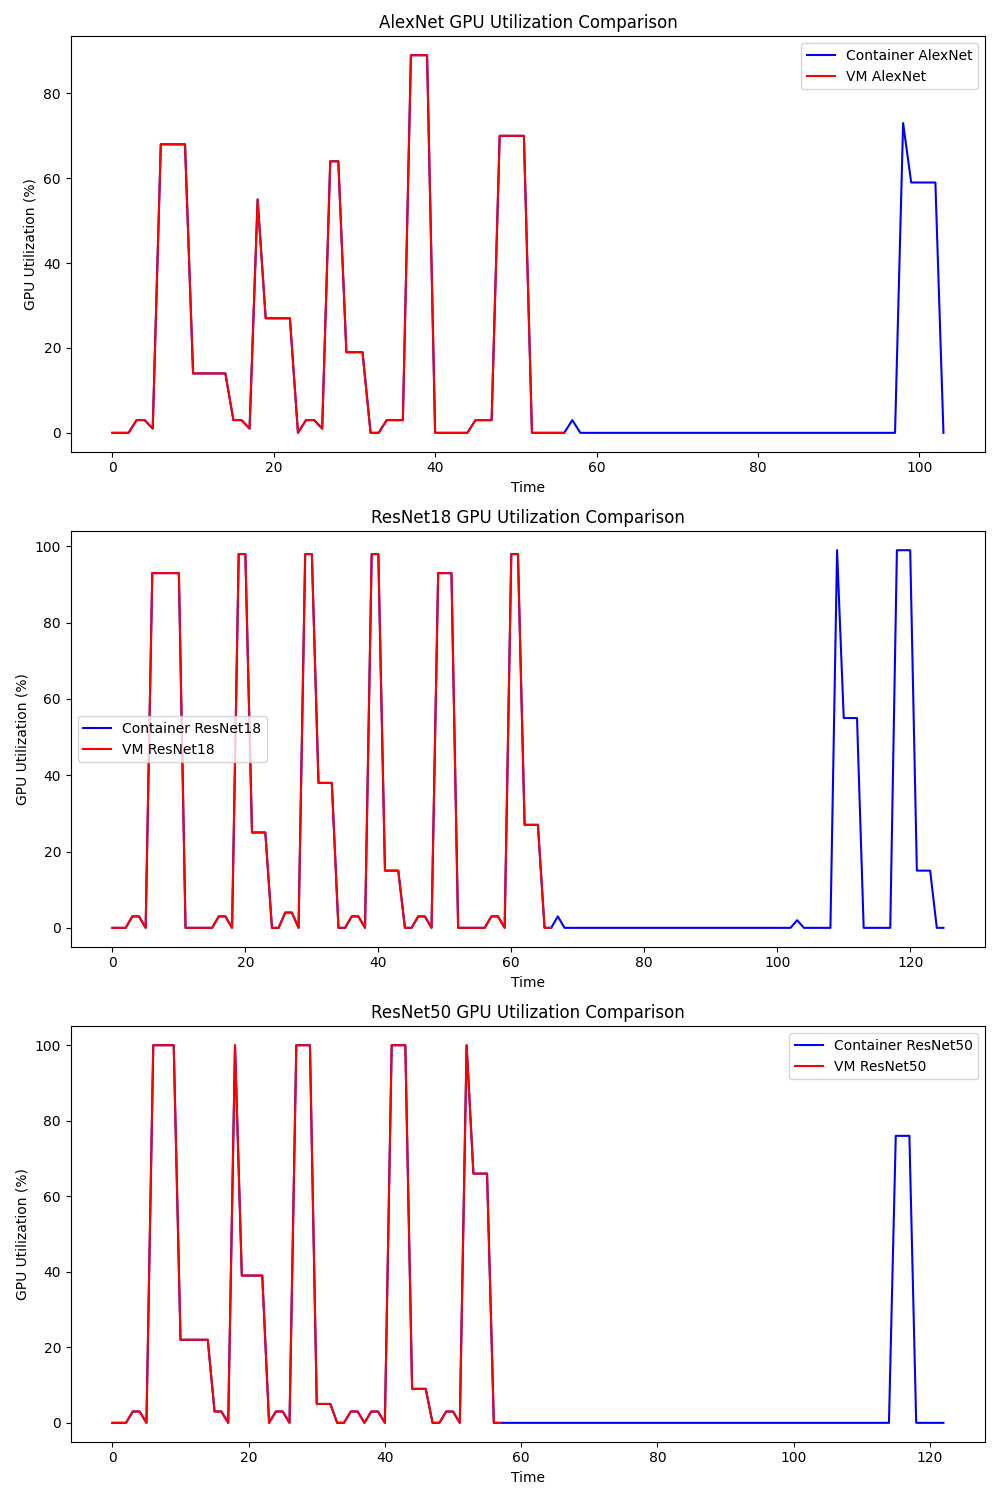 AlexNet GPU Utilization Comparison
Container AlexNet
VM AlexNet
GPU Utilization (%)
80
60
40
20
0
0 20 40 60 80 100
Time
ResNet18 GPU Utilization Comparison
Container ResNet18
VM ResNet18
GPU Utilization (%)
100
80
60
40
20
0
0 20 40 60 80 100 120
Time
ResNet50 GPU Utilization Comparison
Container ResNet50
VM ResNet50
GPU Utilization (%)
100
80
60
40
20
0
0 20 40 60 80 100 120
Time